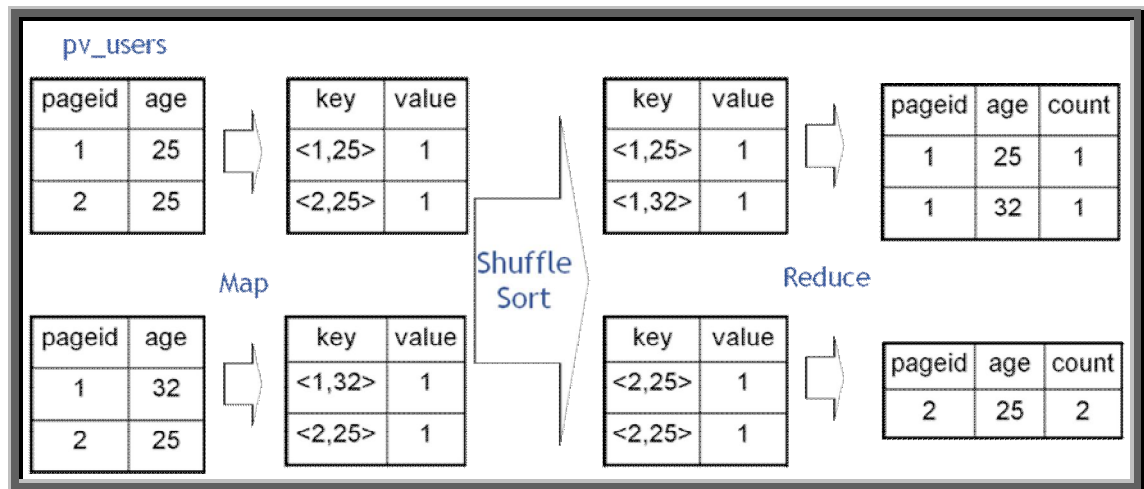 pv_users
pageid age
1 25
2 25
key value
<1,25> 1
<2,25> 1
key value
<1,25> 1
<1,32> 1
pageid age count
1 25 1
1 32 1
Map
Shuffle
Sort
Reduce
pageid age
1 32
2 25
key value
<1,32> 1
<2,25> 1
key value
<2,25> 1
<2,25> 1
pageid age count
2 25 2